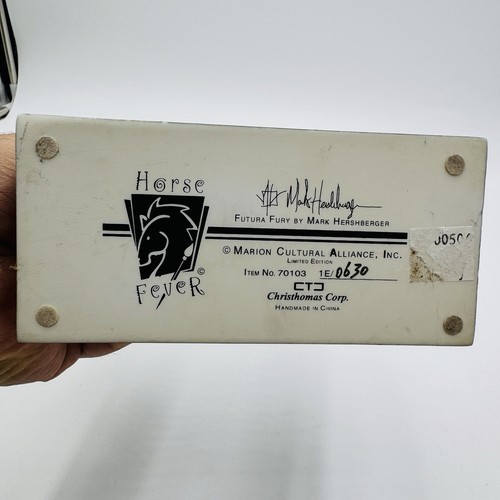 Horse
Fever ©
Mark Hershberger
Futura Fury by Mark Hershberger
© Marion Cultural Alliance, Inc.
Limited Edition
Item No. 70103 1E/0630
CTC
Christhomas Corp.
Handmade in China